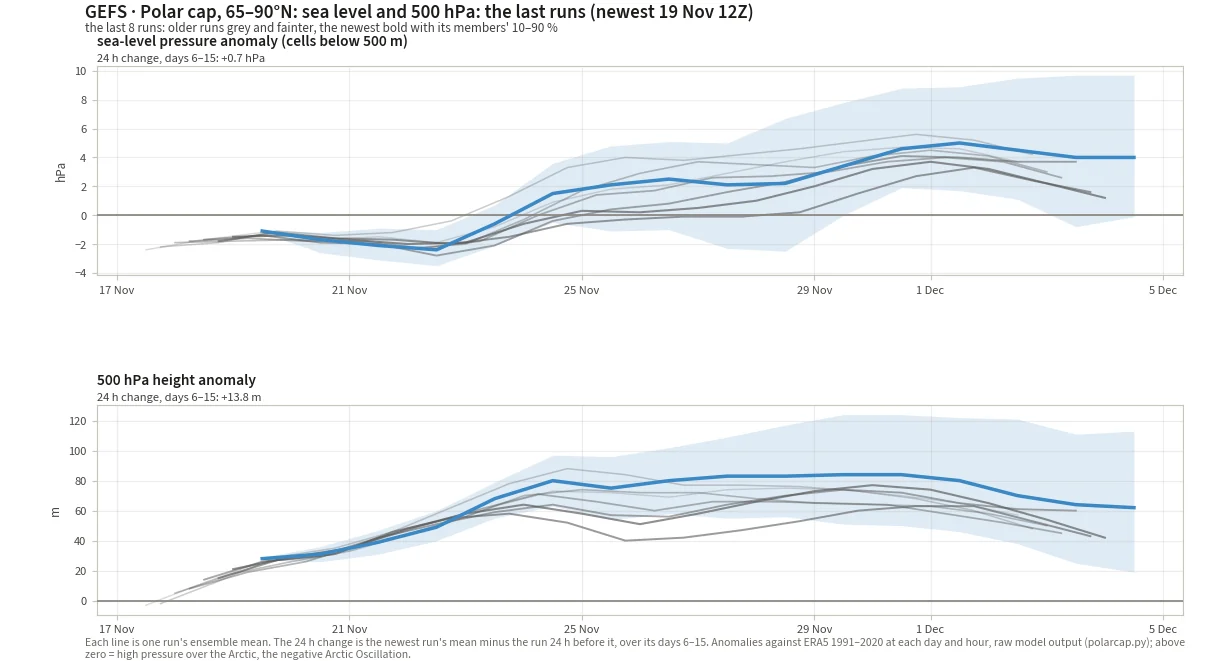 GEFS · Polar cap, 65–90°N: sea level and 500 hPa: the last runs (newest 19 Nov 12Z)
the last 8 runs: older runs grey and fainter, the newest bold with its members' 10–90 %
sea-level pressure anomaly (cells below 500 m)
24 h change, days 6–15: +0.7 hPa
10
8
6
4
2
0
−2
−4
hPa
17 Nov 21 Nov 25 Nov 29 Nov 1 Dec 5 Dec
500 hPa height anomaly
24 h change, days 6–15: +13.8 m
120
100
80
60
40
20
0
m
17 Nov 21 Nov 25 Nov 29 Nov 1 Dec 5 Dec
Each line is one run's ensemble mean. The 24 h change is the newest run's mean minus the run 24 h before it, over its days 6–15. Anomalies against ERA5 1991–2020 at each day and hour, raw model output (polarcap.py); above
zero = high pressure over the Arctic, the negative Arctic Oscillation.